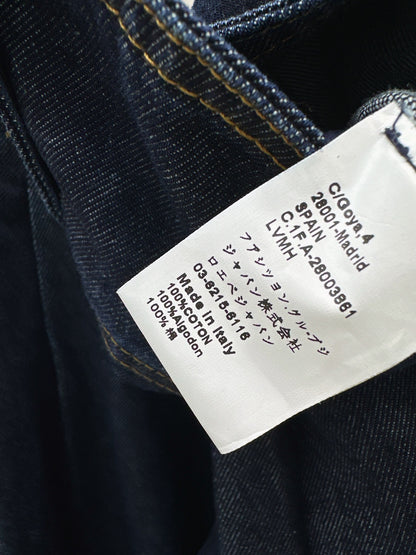 C/Goya,4
28001-Madrid
SPAIN
C.1F.A-28003861
LVMH
ファシッヨン・グループジ
ャパン株式会社
ロエベジャパン
03-6215-6116
Made in Italy
100%COTON
100%Algodon
100% 綿